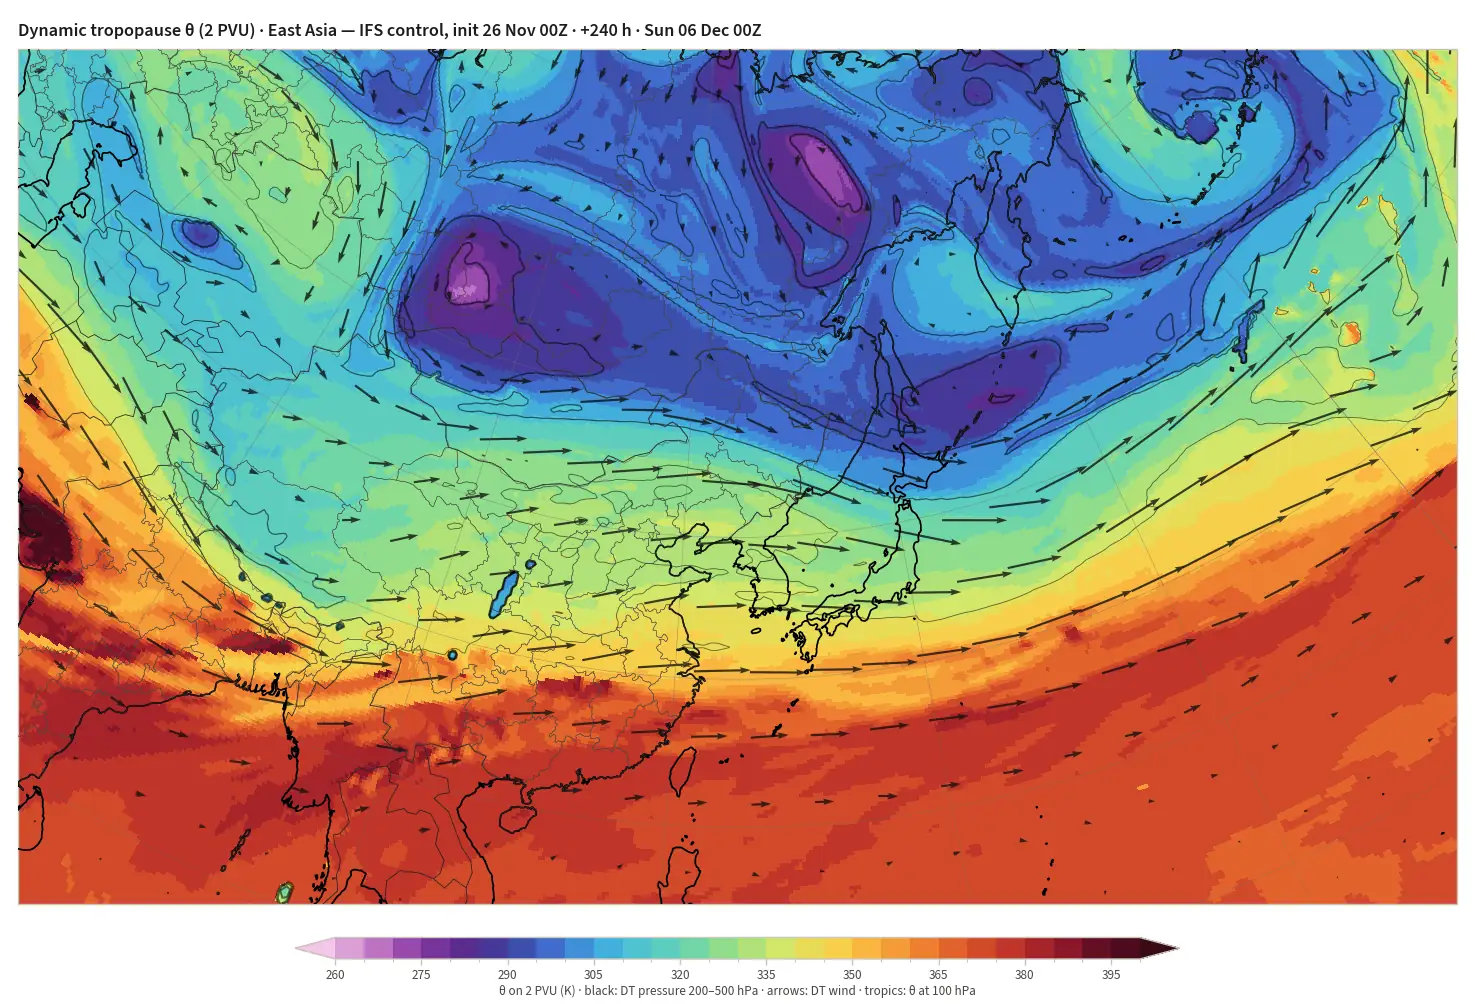 Dynamic tropopause θ (2 PVU) · East Asia — IFS control, init 26 Nov 00Z · +240 h · Sun 06 Dec 00Z
260 275 290 305 320 335 350 365 380 395
θ on 2 PVU (K) · black: DT pressure 200–500 hPa · arrows: DT wind · tropics: θ at 100 hPa